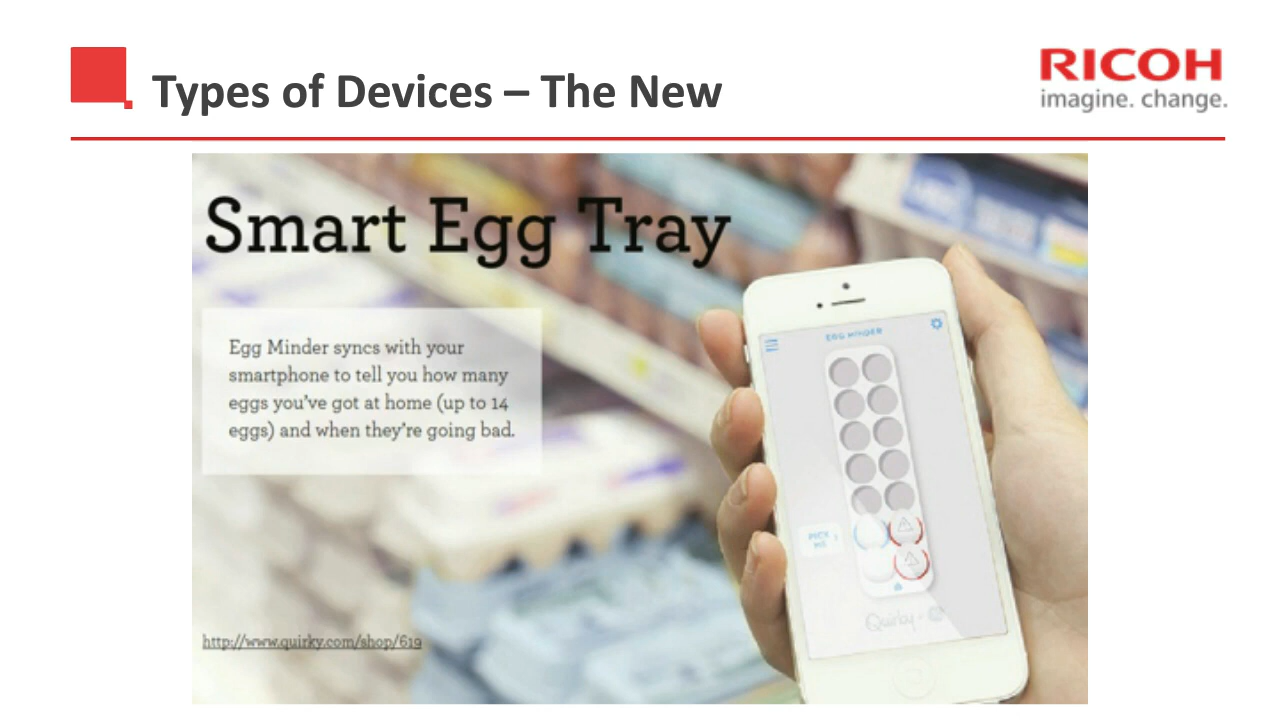 Types of Devices – The New
RICOH
imagine. change.
Smart Egg Tray
Egg Minder syncs with your
smartphone to tell you how many
eggs you've got at home (up to 14
eggs) and when they're going bad.
EGG MINDER
PICK
ME
Quirky
http://www.quirky.com/shop/619